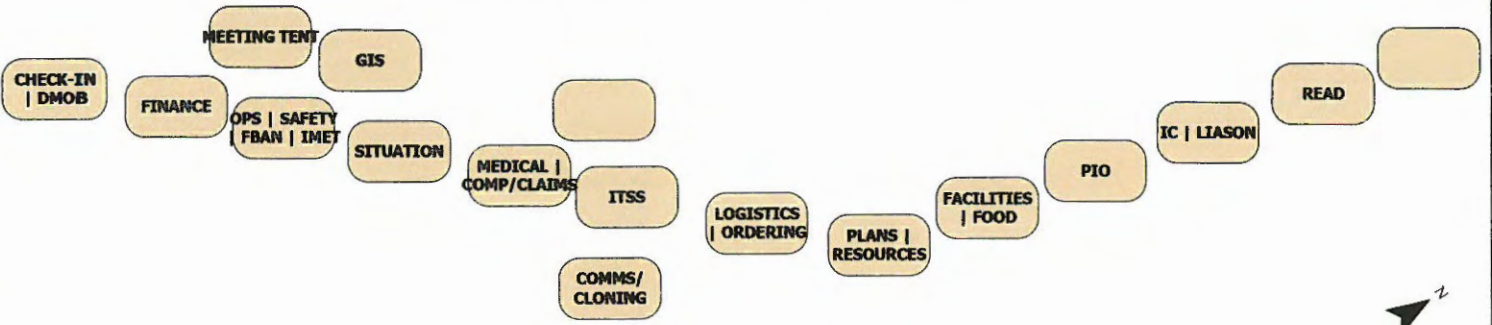 MEETING TENT
GIS
CHECK-IN
| DMOB
FINANCE
OPS | SAFETY
| FBAN | IMET
SITUATION
MEDICAL |
COMP/CLAIMS
ITSS
COMMS/
CLONING
LOGISTICS
| ORDERING
PLANS |
RESOURCES
FACILITIES
| FOOD
PIO
IC | LIASON
READ
N